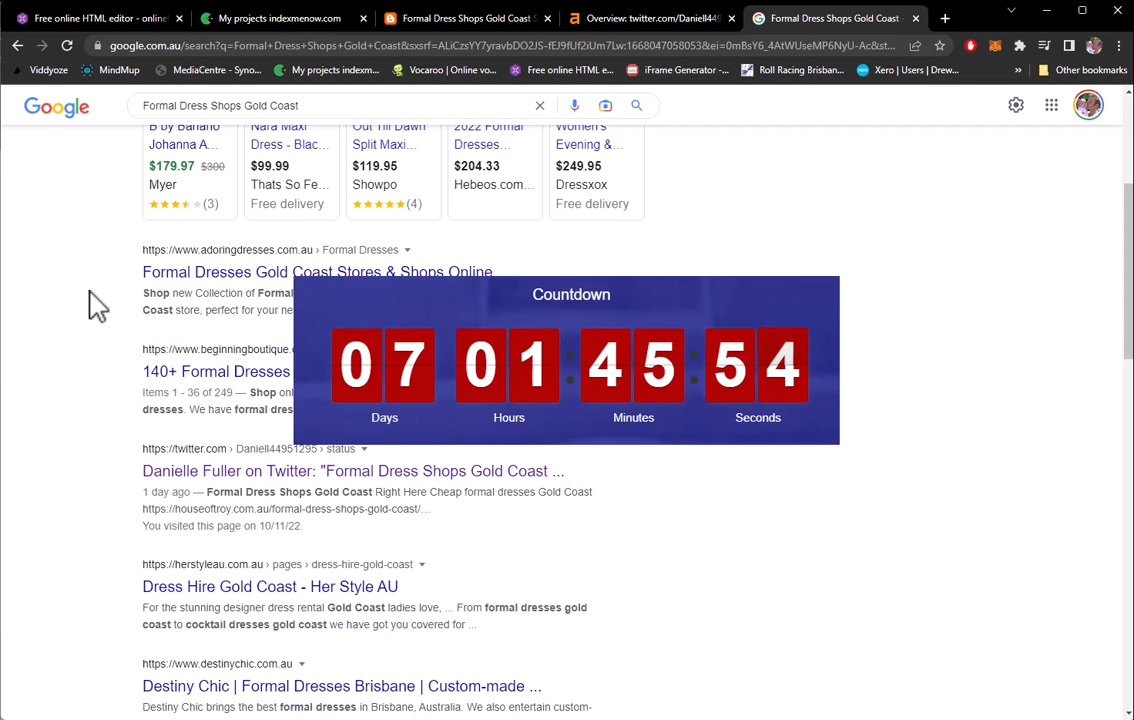 Free online HTML editor - onlinel
My projects indexmenow.com
Formal Dress Shops Gold Coast S
Overview: twitter.com/Daniell449
Formal Dress Shops Gold Coast -
google.com.au/search?q=Formal+Dress+Shops+Gold+Coast&sxsrf=ALiCzsYY7yravbDO2JS-fEJ9fUf2iUm7Lw:1668047058053&ei=0mBsY6_4AtWUseMP6NyU-Ac&st...
Viddyoze
MindMup
MediaCentre - Syno...
My projects indexm...
Vocaroo | Online vo...
Free online HTML e...
iFrame Generator -...
Roll Racing Brisban...
Xero | Users | Drew...
»
Other bookmarks
Google
Formal Dress Shops Gold Coast
B by Banano
Johanna A...
$179.97 $300
Myer
(3)
Nara Maxi
Dress - Blac...
$99.99
Thats So Fe...
Free delivery
Out Till Dawn
Split Maxi...
$119.95
Showpo
(4)
2022 Formal
Dresses...
$204.33
Hebeos.com...
Women's
Evening &...
$249.95
Dressxox
Free delivery
https://www.adoringdresses.com.au › Formal Dresses
Formal Dresses Gold Coast Stores & Shops Online
Shop new Collection of Formal
Coast store, perfect for your ne
https://www.beginningboutique.c
140+ Formal Dresses
Items 1 - 36 of 249 — Shop onl
dresses. We have formal dres
Countdown
07 01 : 45 : 54
Days Hours Minutes Seconds
https://twitter.com › Daniell44951295 › status
Danielle Fuller on Twitter: "Formal Dress Shops Gold Coast ...
1 day ago — Formal Dress Shops Gold Coast Right Here Cheap formal dresses Gold Coast
https://houseoftroy.com.au/formal-dress-shops-gold-coast/...
You visited this page on 10/11/22.
https://herstyleau.com.au › pages › dress-hire-gold-coast
Dress Hire Gold Coast - Her Style AU
For the stunning designer dress rental Gold Coast ladies love, ... From formal dresses gold
coast to cocktail dresses gold coast we have got you covered for ...
https://www.destinychic.com.au
Destiny Chic | Formal Dresses Brisbane | Custom-made ...
Destiny Chic brings the best formal dresses in Brisbane, Australia. We also entertain custom-